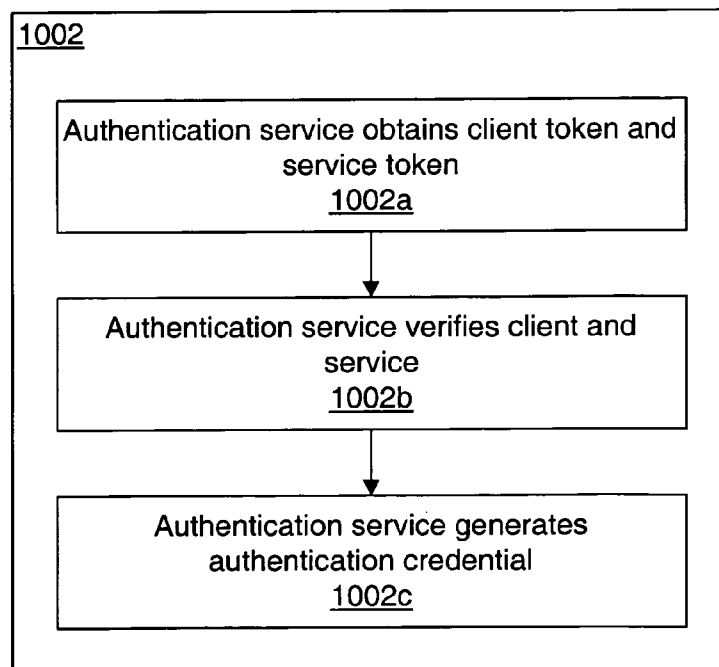 1002
Authentication service obtains client token and
service token
1002a
Authentication service verifies client and
service
1002b
Authentication service generates
authentication credential
1002c